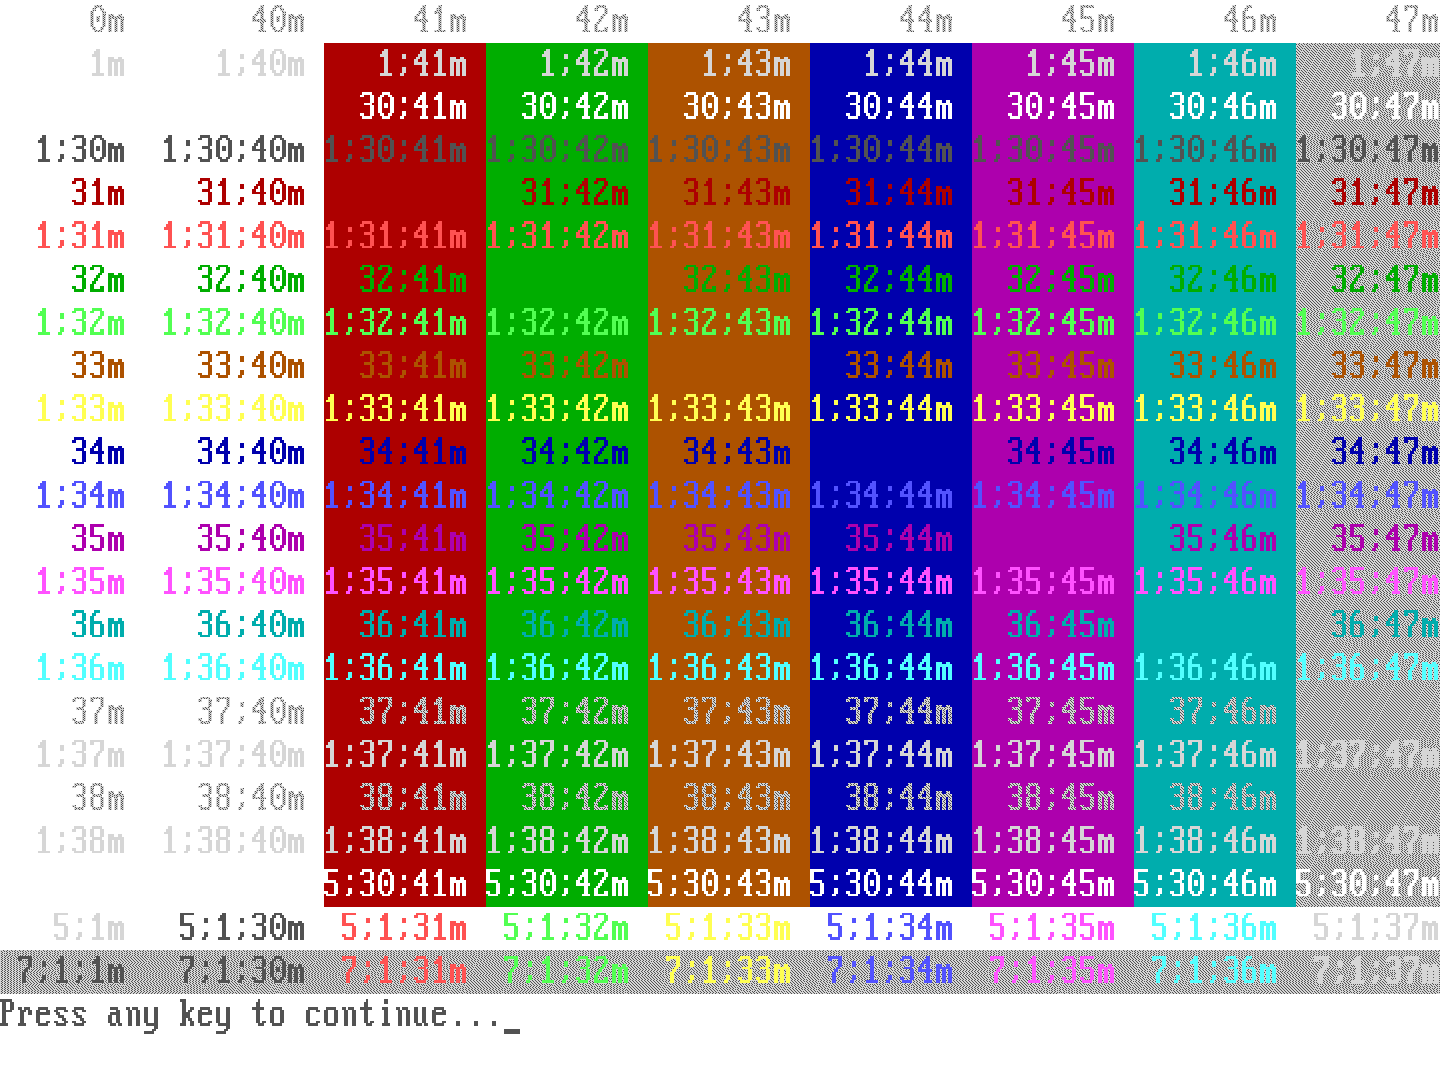 0m 40m 41m 42m 43m 44m 45m 46m 47m
1m 1;40m 1;41m 1;42m 1;43m 1;44m 1;45m 1;46m 1;47m
30;41m 30;42m 30;43m 30;44m 30;45m 30;46m 30;47m
1;30m 1;30;40m 1;30;41m 1;30;42m 1;30;43m 1;30;44m 1;30;45m 1;30;46m 1;30;47m
31m 31;40m 31;42m 31;43m 31;44m 31;45m 31;46m 31;47m
1;31m 1;31;40m 1;31;41m 1;31;42m 1;31;43m 1;31;44m 1;31;45m 1;31;46m 1;31;47m
32m 32;40m 32;41m 32;43m 32;44m 32;45m 32;46m 32;47m
1;32m 1;32;40m 1;32;41m 1;32;42m 1;32;43m 1;32;44m 1;32;45m 1;32;46m 1;32;47m
33m 33;40m 33;41m 33;42m 33;44m 33;45m 33;46m 33;47m
1;33m 1;33;40m 1;33;41m 1;33;42m 1;33;43m 1;33;44m 1;33;45m 1;33;46m 1;33;47m
34m 34;40m 34;41m 34;42m 34;43m 34;45m 34;46m 34;47m
1;34m 1;34;40m 1;34;41m 1;34;42m 1;34;43m 1;34;44m 1;34;45m 1;34;46m 1;34;47m
35m 35;40m 35;41m 35;42m 35;43m 35;44m 35;46m 35;47m
1;35m 1;35;40m 1;35;41m 1;35;42m 1;35;43m 1;35;44m 1;35;45m 1;35;46m 1;35;47m
36m 36;40m 36;41m 36;42m 36;43m 36;44m 36;45m 36;47m
1;36m 1;36;40m 1;36;41m 1;36;42m 1;36;43m 1;36;44m 1;36;45m 1;36;46m 1;36;47m
37m 37;40m 37;41m 37;42m 37;43m 37;44m 37;45m 37;46m
1;37m 1;37;40m 1;37;41m 1;37;42m 1;37;43m 1;37;44m 1;37;45m 1;37;46m 1;37;47m
38m 38;40m 38;41m 38;42m 38;43m 38;44m 38;45m 38;46m
1;38m 1;38;40m 1;38;41m 1;38;42m 1;38;43m 1;38;44m 1;38;45m 1;38;46m 1;38;47m
5;30;41m 5;30;42m 5;30;43m 5;30;44m 5;30;45m 5;30;46m 5;30;47m
5;1m 5;1;30m 5;1;31m 5;1;32m 5;1;33m 5;1;34m 5;1;35m 5;1;36m 5;1;37m
7;1;1m 7;1;30m 7;1;31m 7;1;32m 7;1;33m 7;1;34m 7;1;35m 7;1;36m 7;1;37m
Press any key to continue..._